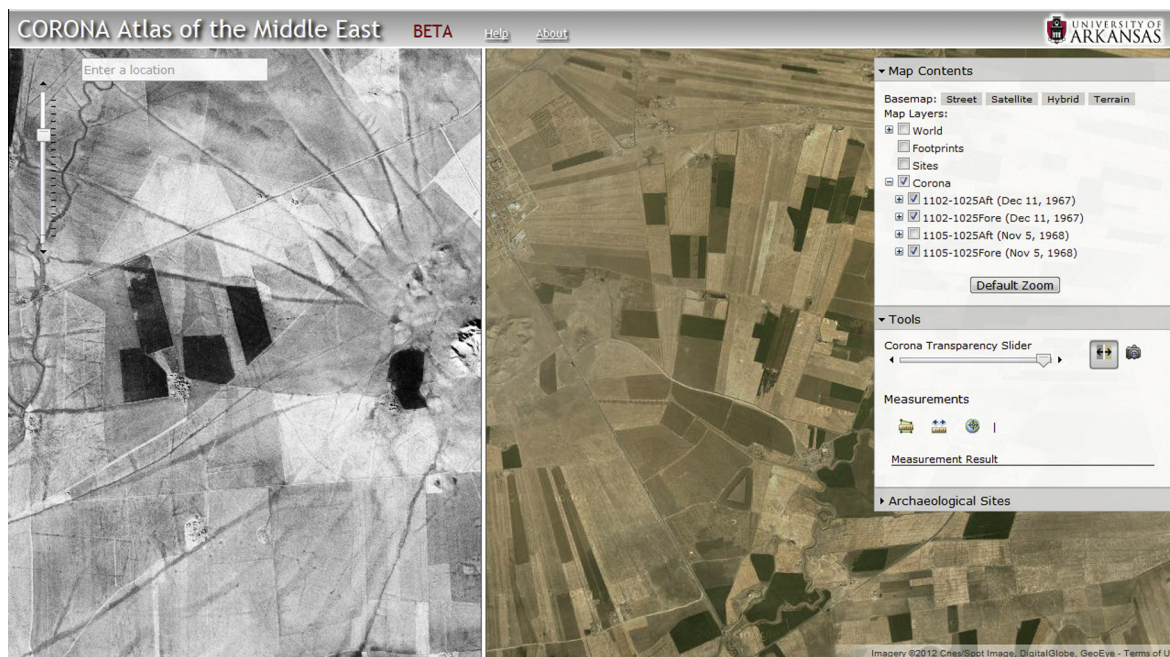 CORONA Atlas of the Middle East BETA Help About
UNIVERSITY OF
ARKANSAS
Enter a location
Map Contents
Basemap: Street Satellite Hybrid Terrain
Map Layers:
World
Footprints
Sites
Corona
1102-1025Aft (Dec 11, 1967)
1102-1025Fore (Dec 11, 1967)
1105-1025Aft (Nov 5, 1968)
1105-1025Fore (Nov 5, 1968)
Default Zoom
Tools
Corona Transparency Slider
Measurements
Measurement Result
Archaeological Sites
Imagery ©2012 Cnes/Spot Image, DigitalGlobe, GeoEye - Terms of U